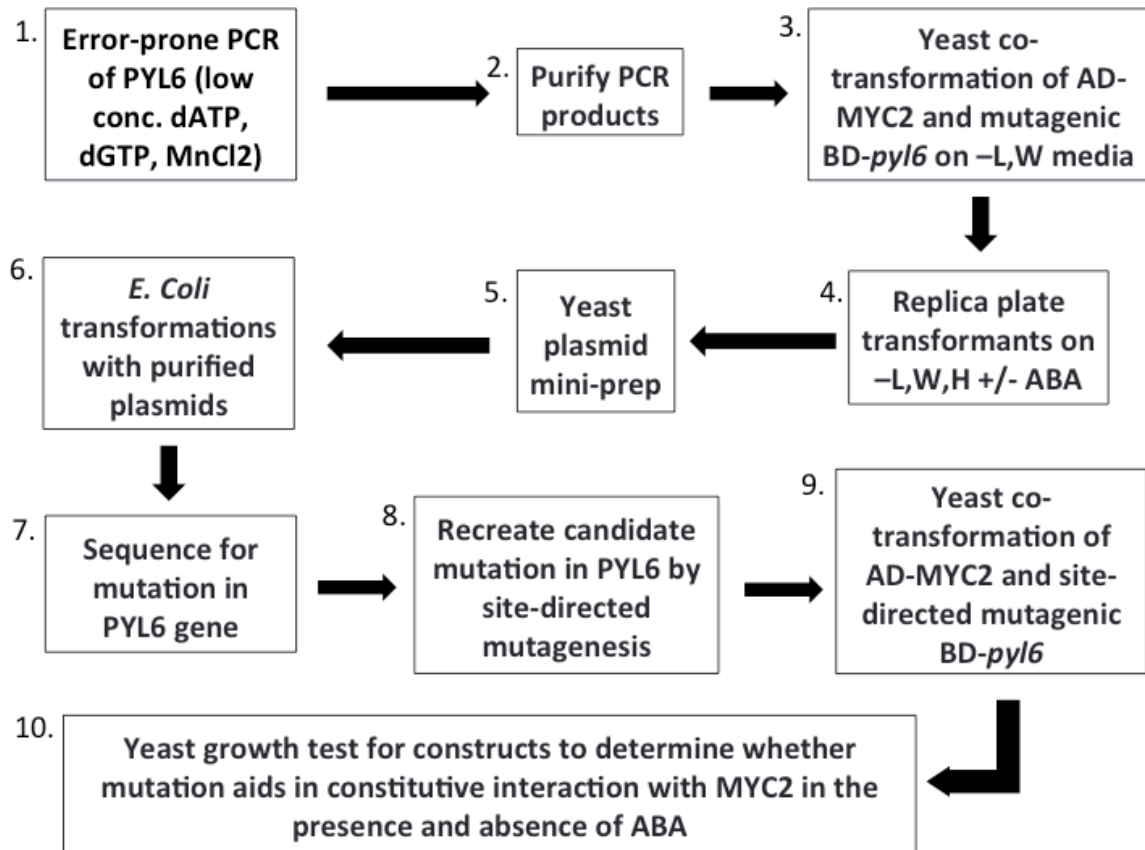 1. Error-prone PCR
of PYL6 (low
conc. dATP,
dGTP, MnCl2)
2. Purify PCR
products
3. Yeast co-
transformation of AD-
MYC2 and mutagenic
BD-pyl6 on –L,W media
4. Replica plate
transformants on
–L,W,H +/- ABA
5. Yeast
plasmid
mini-prep
6. E. Coli
transformations
with purified
plasmids
7. Sequence for
mutation in
PYL6 gene
8. Recreate candidate
mutation in PYL6 by
site-directed
mutagenesis
9. Yeast co-
transformation of
AD-MYC2 and site-
directed mutagenic
BD-pyl6
10. Yeast growth test for constructs to determine whether
mutation aids in constitutive interaction with MYC2 in the
presence and absence of ABA